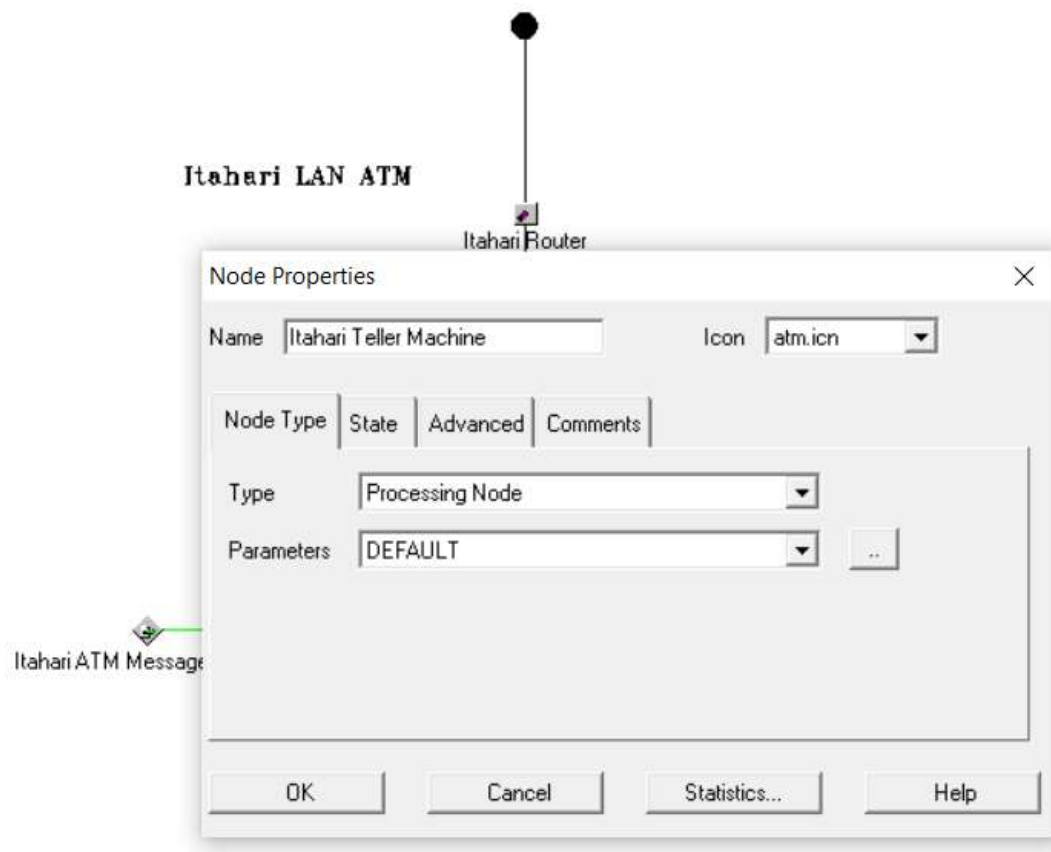 Itahari LAN ATM
Itahari Router
Node Properties
Name Itahari Teller Machine Icon atm.icn
Node Type State Advanced Comments
Type Processing Node
Parameters DEFAULT ..
Itahari ATM Message
OK Cancel Statistics... Help